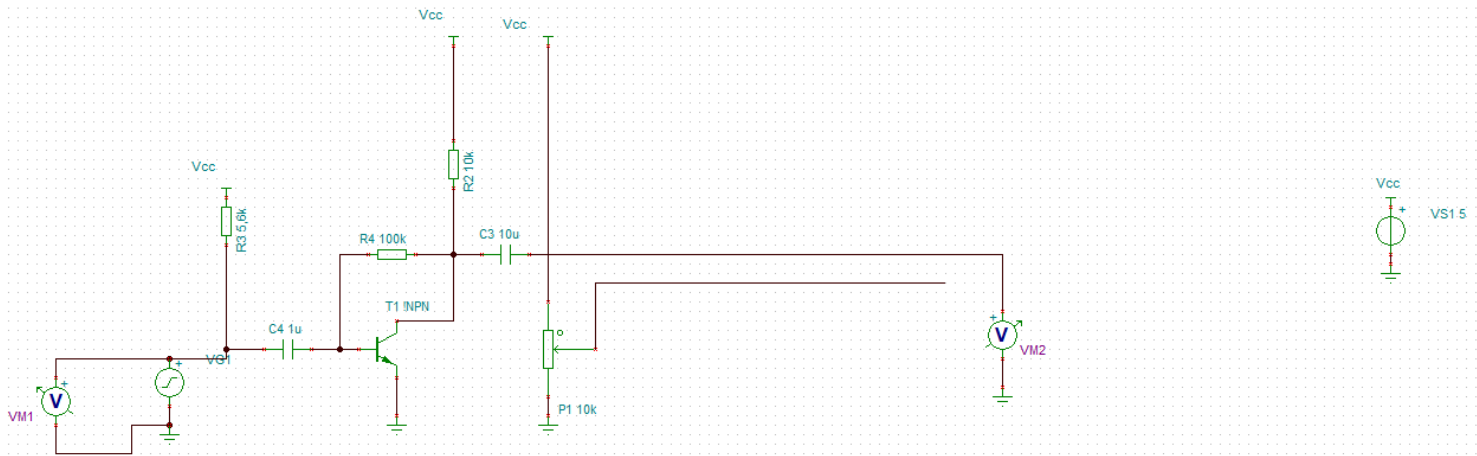 Vcc
Vcc
Vcc
R2 10k
R3 5,6k
R4 100k
C3 10u
Vcc
VS1 5
T1 !NPN
C4 1u
VG1
VM1
V
P1 10k
V
VM2